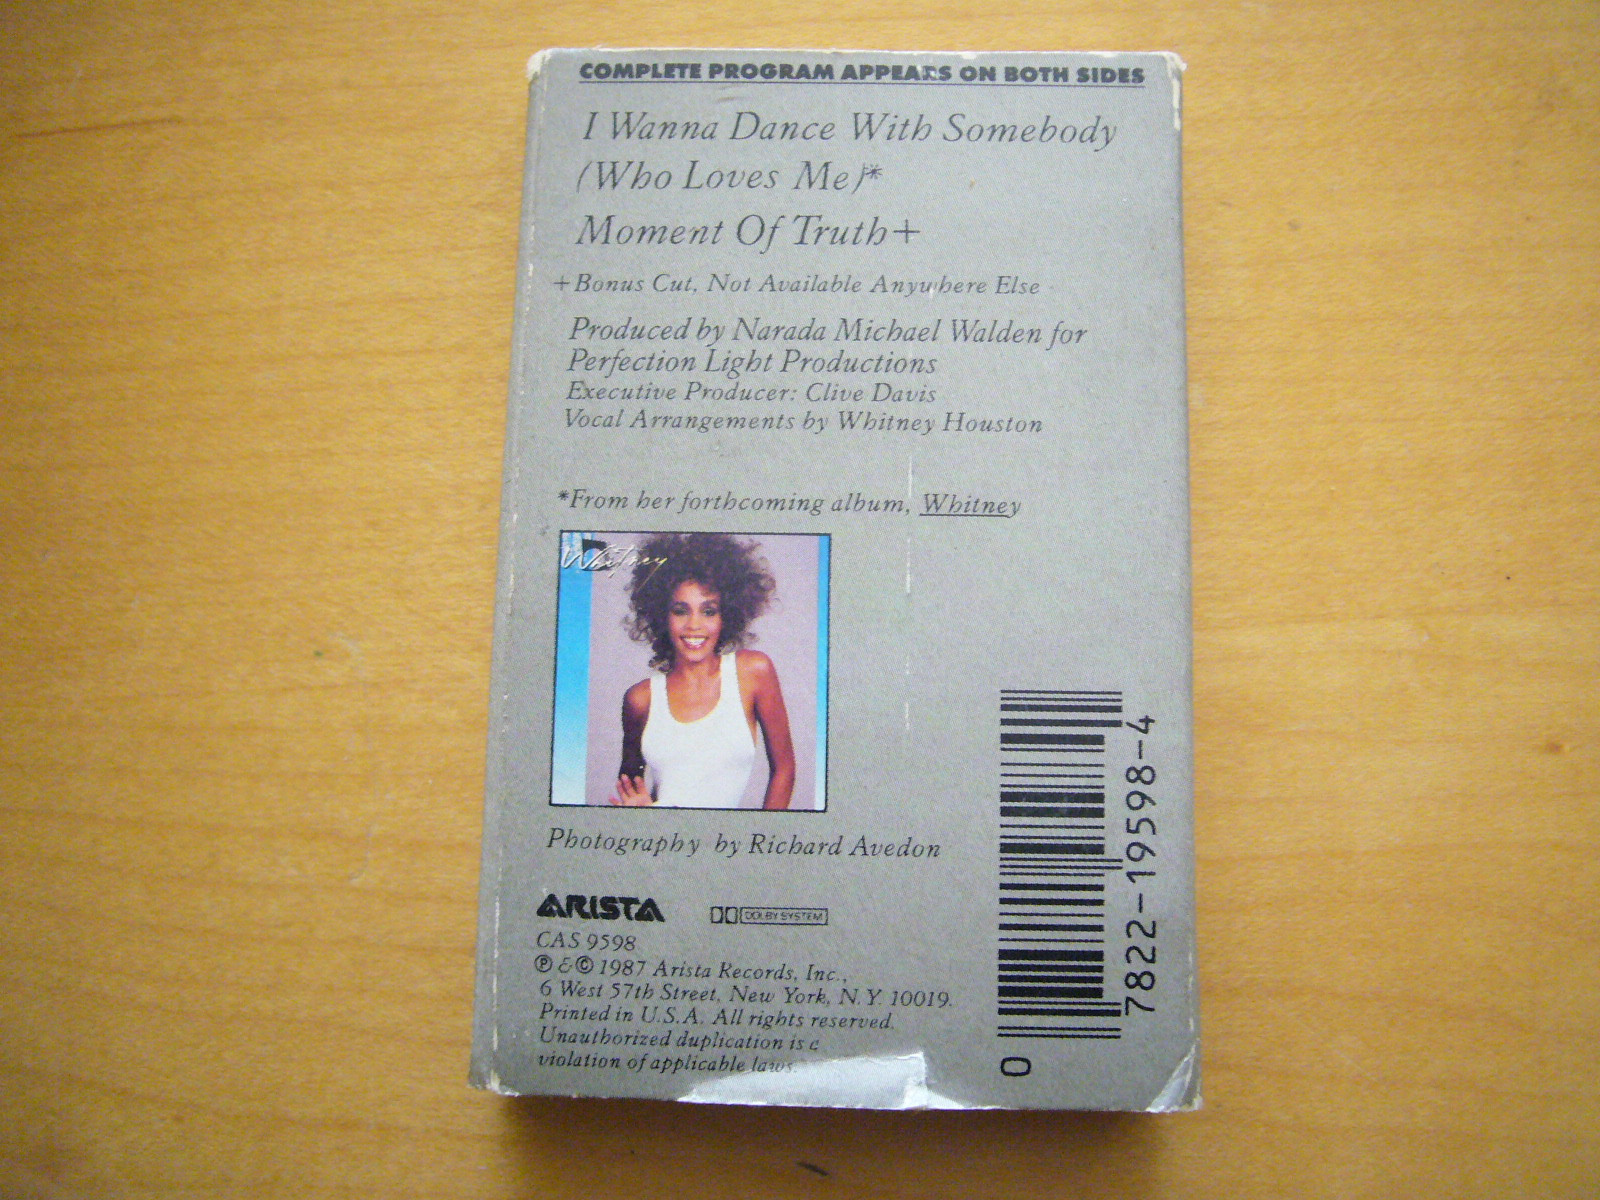 COMPLETE PROGRAM APPEARS ON BOTH SIDES
I Wanna Dance With Somebody
(Who Loves Me)*
Moment Of Truth+
+Bonus Cut, Not Available Anywhere Else
Produced by Narada Michael Walden for
Perfection Light Productions
Executive Producer: Clive Davis
Vocal Arrangements by Whitney Houston
*From her forthcoming album, Whitney
Whitney
Photography by Richard Avedon
ARISTA
DOLBY SYSTEM
CAS 9598
℗ & © 1987 Arista Records, Inc.,
6 West 57th Street, New York, N.Y. 10019.
Printed in U.S.A. All rights reserved.
Unauthorized duplication is a
violation of applicable laws.
0 7822-19598-4